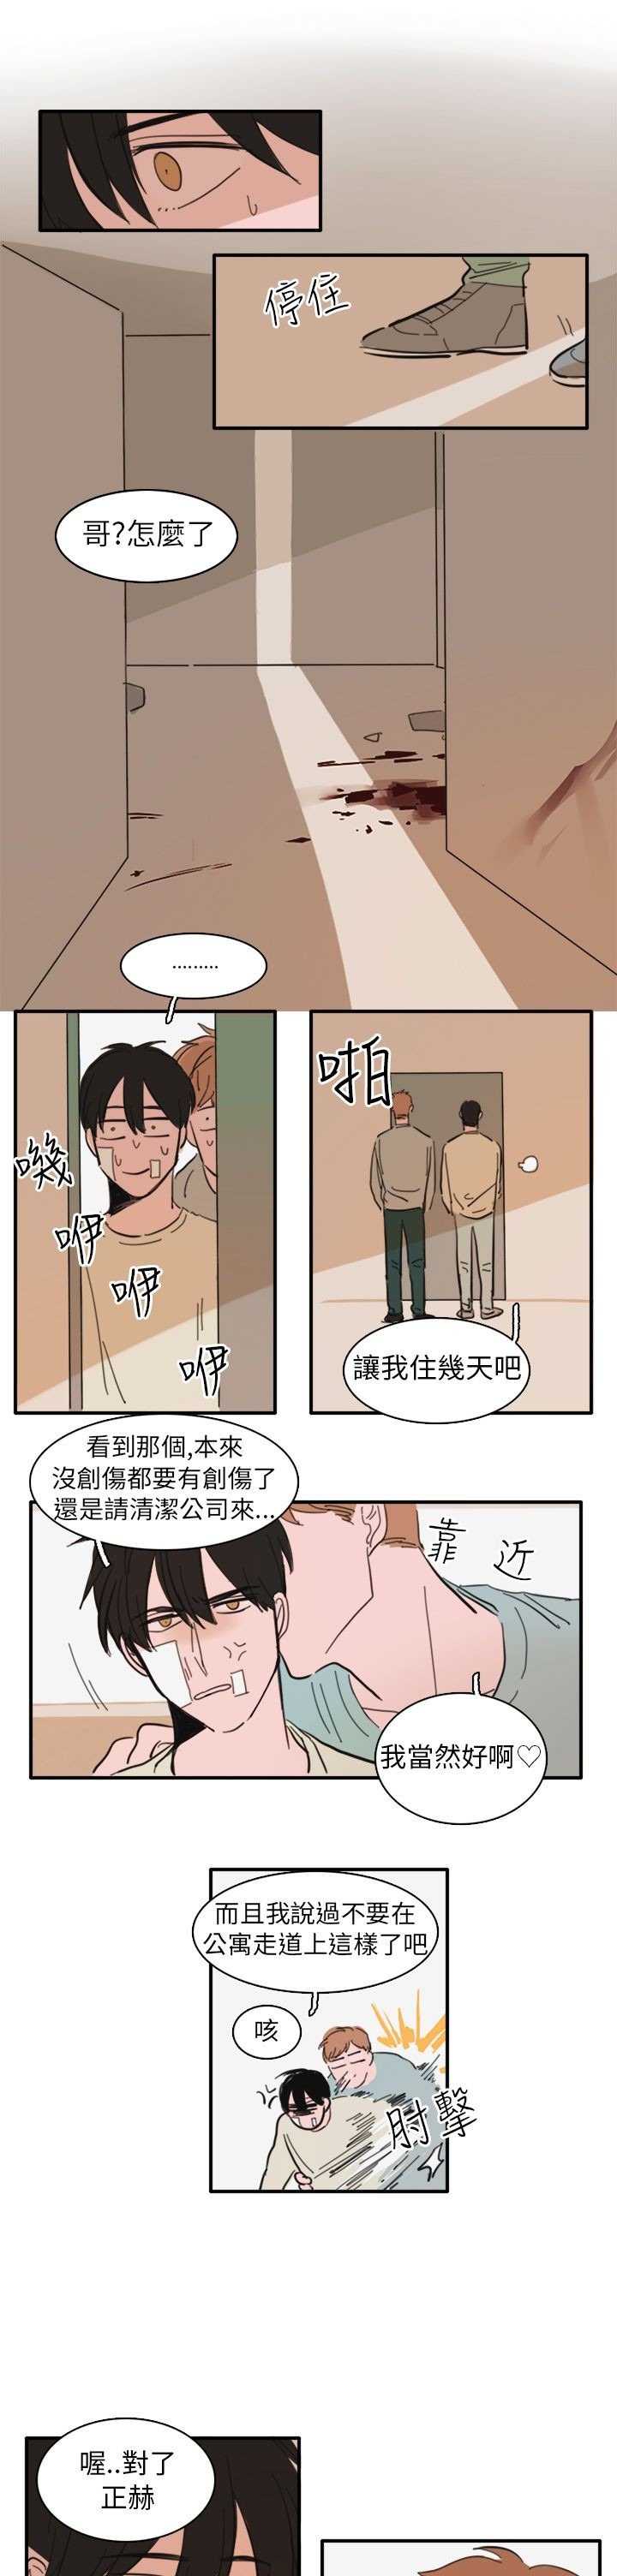 停住
哥?怎麼了
.........
嘰
咿
咿
咿
啪
讓我住幾天吧
看到那個,本來
沒創傷都要有創傷了
還是請清潔公司來...
靠近
我當然好啊♡
而且我說過不要在
公寓走道上這樣了吧
咳
肘擊
喔..對了
正赫